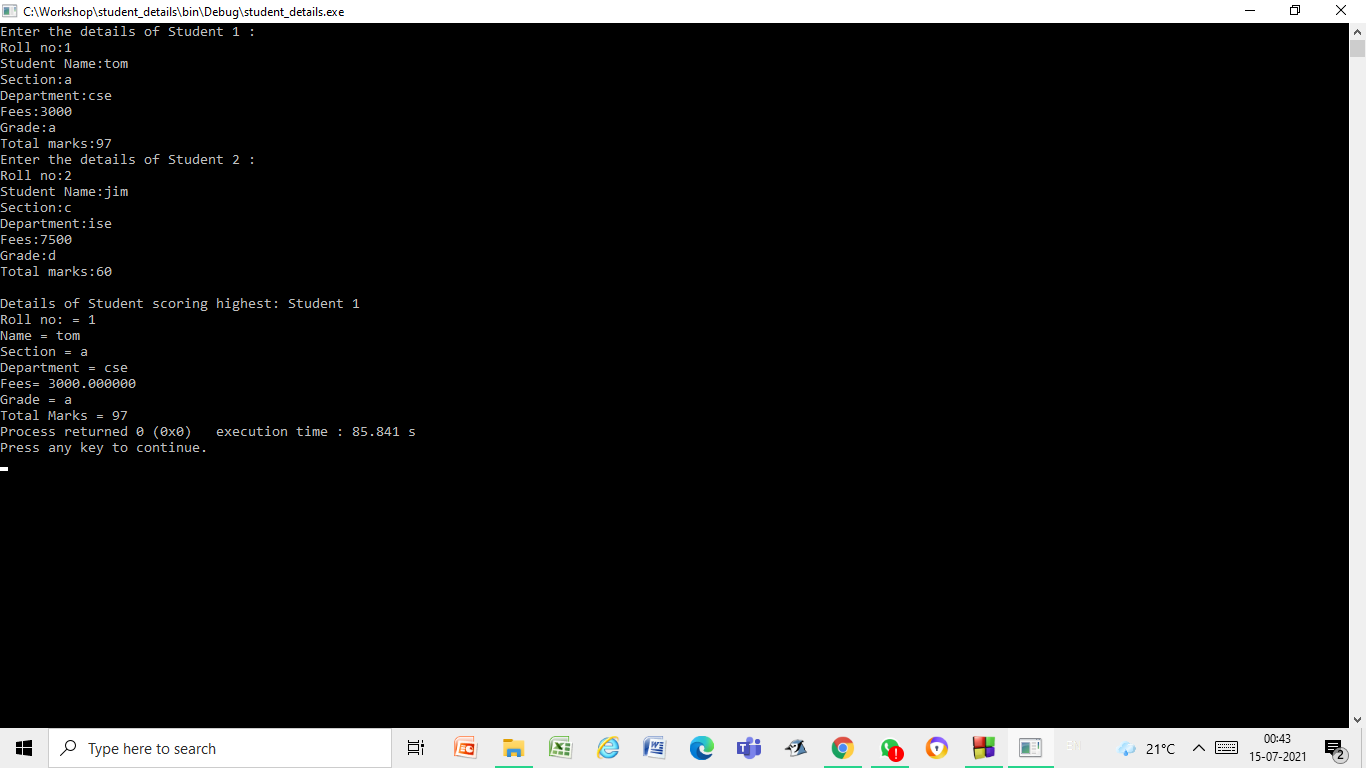 C:\Workshop\student_details\bin\Debug\student_details.exe
Enter the details of Student 1 :
Roll no:1
Student Name:tom
Section:a
Department:cse
Fees:3000
Grade:a
Total marks:97
Enter the details of Student 2 :
Roll no:2
Student Name:jim
Section:c
Department:ise
Fees:7500
Grade:d
Total marks:60
Details of Student scoring highest: Student 1
Roll no: = 1
Name = tom
Section = a
Department = cse
Fees= 3000.000000
Grade = a
Total Marks = 97
Process returned 0 (0x0)   execution time : 85.841 s
Press any key to continue.
Type here to search
21°C
00:43
15-07-2021
2